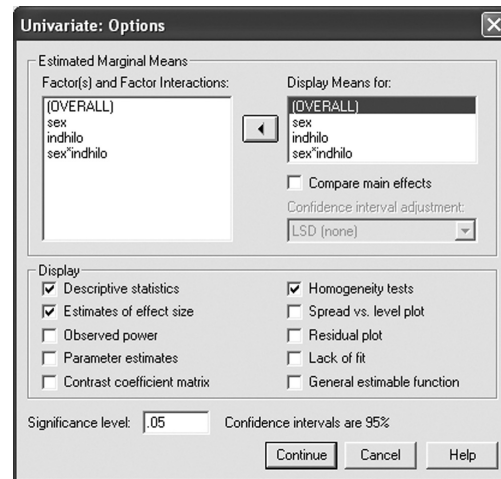 Univariate: Options
Estimated Marginal Means
Factor(s) and Factor Interactions:
(OVERALL)
sex
indhilo
sex*indhilo
Display Means for:
(OVERALL)
sex
indhilo
sex*indhilo
Compare main effects
Confidence interval adjustment:
LSD (none)
Display
Descriptive statistics
Homogeneity tests
Estimates of effect size
Spread vs. level plot
Observed power
Residual plot
Parameter estimates
Lack of fit
Contrast coefficient matrix
General estimable function
Significance level: .05 Confidence intervals are 95%
Continue Cancel Help